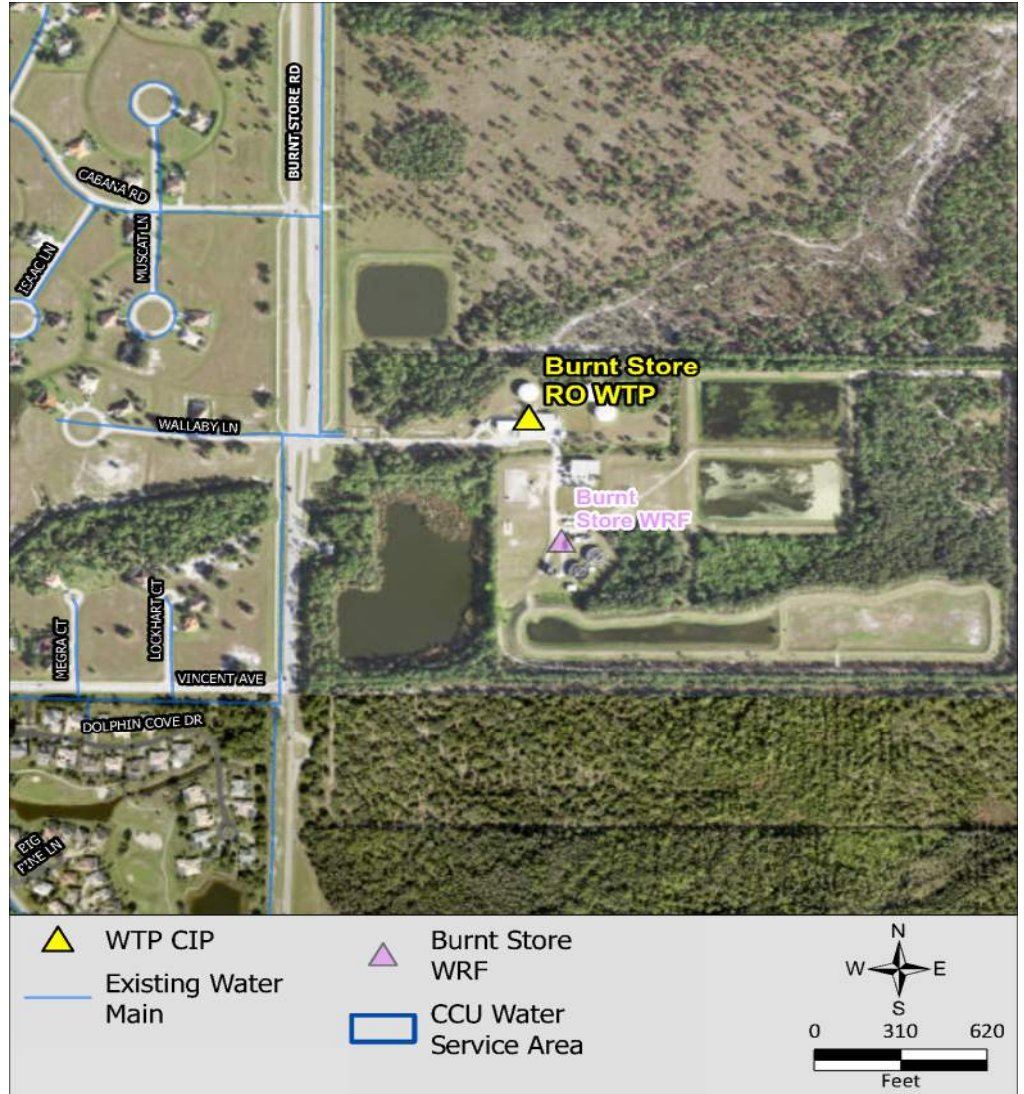 BURNT STORE RD
CABANA RD
MUSCAT LN
ISAAC LN
Burnt Store
RO WTP
WALLABY LN
Burnt
Store WRF
MEGRA CT
LOCKHART CT
VINCENT AVE
DOLPHIN COVE DR
BIG
PINE LN
WTP CIP
Existing Water
Main
Burnt Store
WRF
CCU Water
Service Area
N
W E
S
0 310 620
Feet